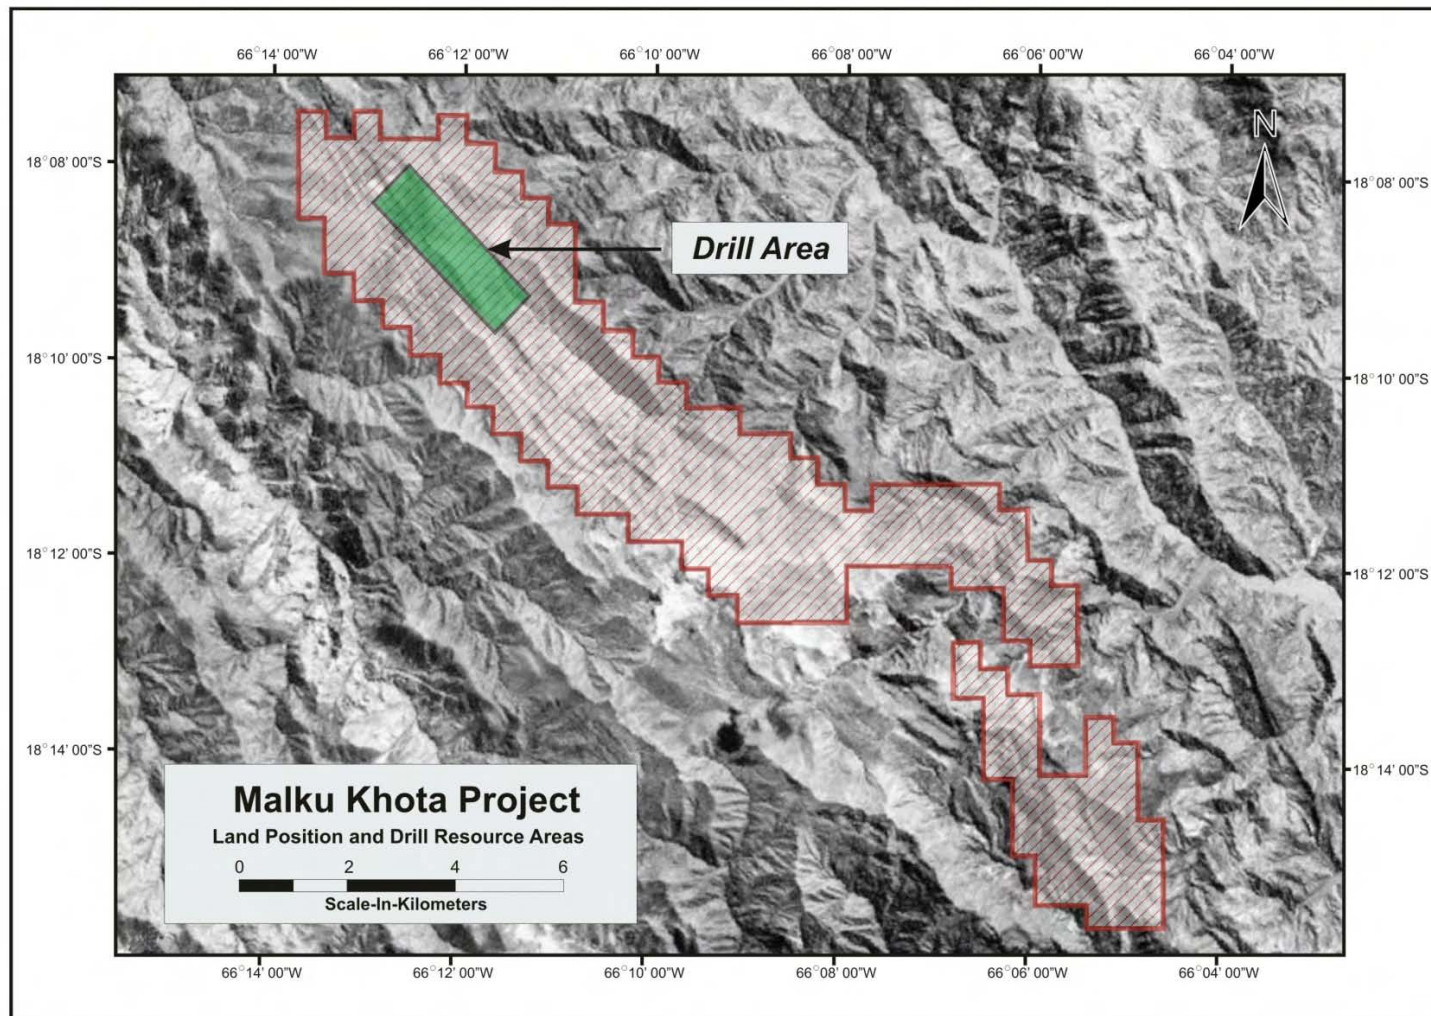 66°14' 00"W 66°12' 00"W 66°10' 00"W 66°08' 00"W 66°06' 00"W 66°04' 00"W
N
18°08' 00"S
18°08' 00"S
Drill Area
18°10' 00"S
18°10' 00"S
18°12' 00"S
18°12' 00"S
18°14' 00"S
18°14' 00"S
Malku Khota Project
Land Position and Drill Resource Areas
0 2 4 6
Scale-In-Kilometers
66°14' 00"W 66°12' 00"W 66°10' 00"W 66°08' 00"W 66°06' 00"W 66°04' 00"W